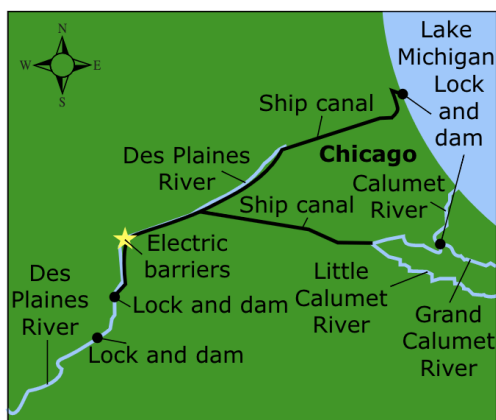 N
W
E
S
Lake
Michigan
Lock
and
dam
Ship canal
Des Plaines
River
Chicago
Calumet
River
Ship canal
Electric
barriers
Des
Plaines
River
Little
Calumet
River
Lock and dam
Grand
Calumet
River
Lock and dam